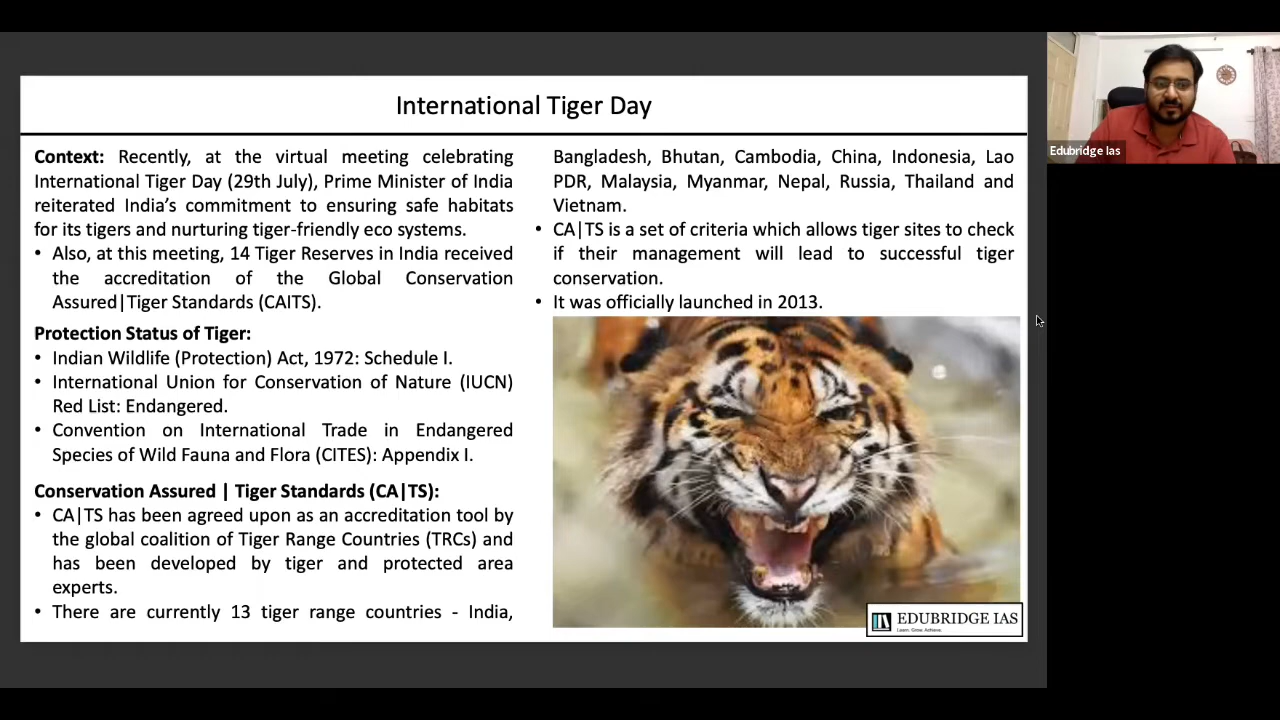 International Tiger Day
Context: Recently, at the virtual meeting celebrating
International Tiger Day (29th July), Prime Minister of India
reiterated India's commitment to ensuring safe habitats
for its tigers and nurturing tiger-friendly eco systems.
• Also, at this meeting, 14 Tiger Reserves in India received
the accreditation of the Global Conservation
Assured|Tiger Standards (CAITS).
Protection Status of Tiger:
• Indian Wildlife (Protection) Act, 1972: Schedule I.
• International Union for Conservation of Nature (IUCN)
Red List: Endangered.
• Convention on International Trade in Endangered
Species of Wild Fauna and Flora (CITES): Appendix I.
Conservation Assured | Tiger Standards (CA|TS):
• CA|TS has been agreed upon as an accreditation tool by
the global coalition of Tiger Range Countries (TRCs) and
has been developed by tiger and protected area
experts.
• There are currently 13 tiger range countries - India,
Bangladesh, Bhutan, Cambodia, China, Indonesia, Lao
PDR, Malaysia, Myanmar, Nepal, Russia, Thailand and
Vietnam.
• CA|TS is a set of criteria which allows tiger sites to check
if their management will lead to successful tiger
conservation.
• It was officially launched in 2013.
EDUBRIDGE IAS
Learn. Grow. Achieve.
Edubridge Ias